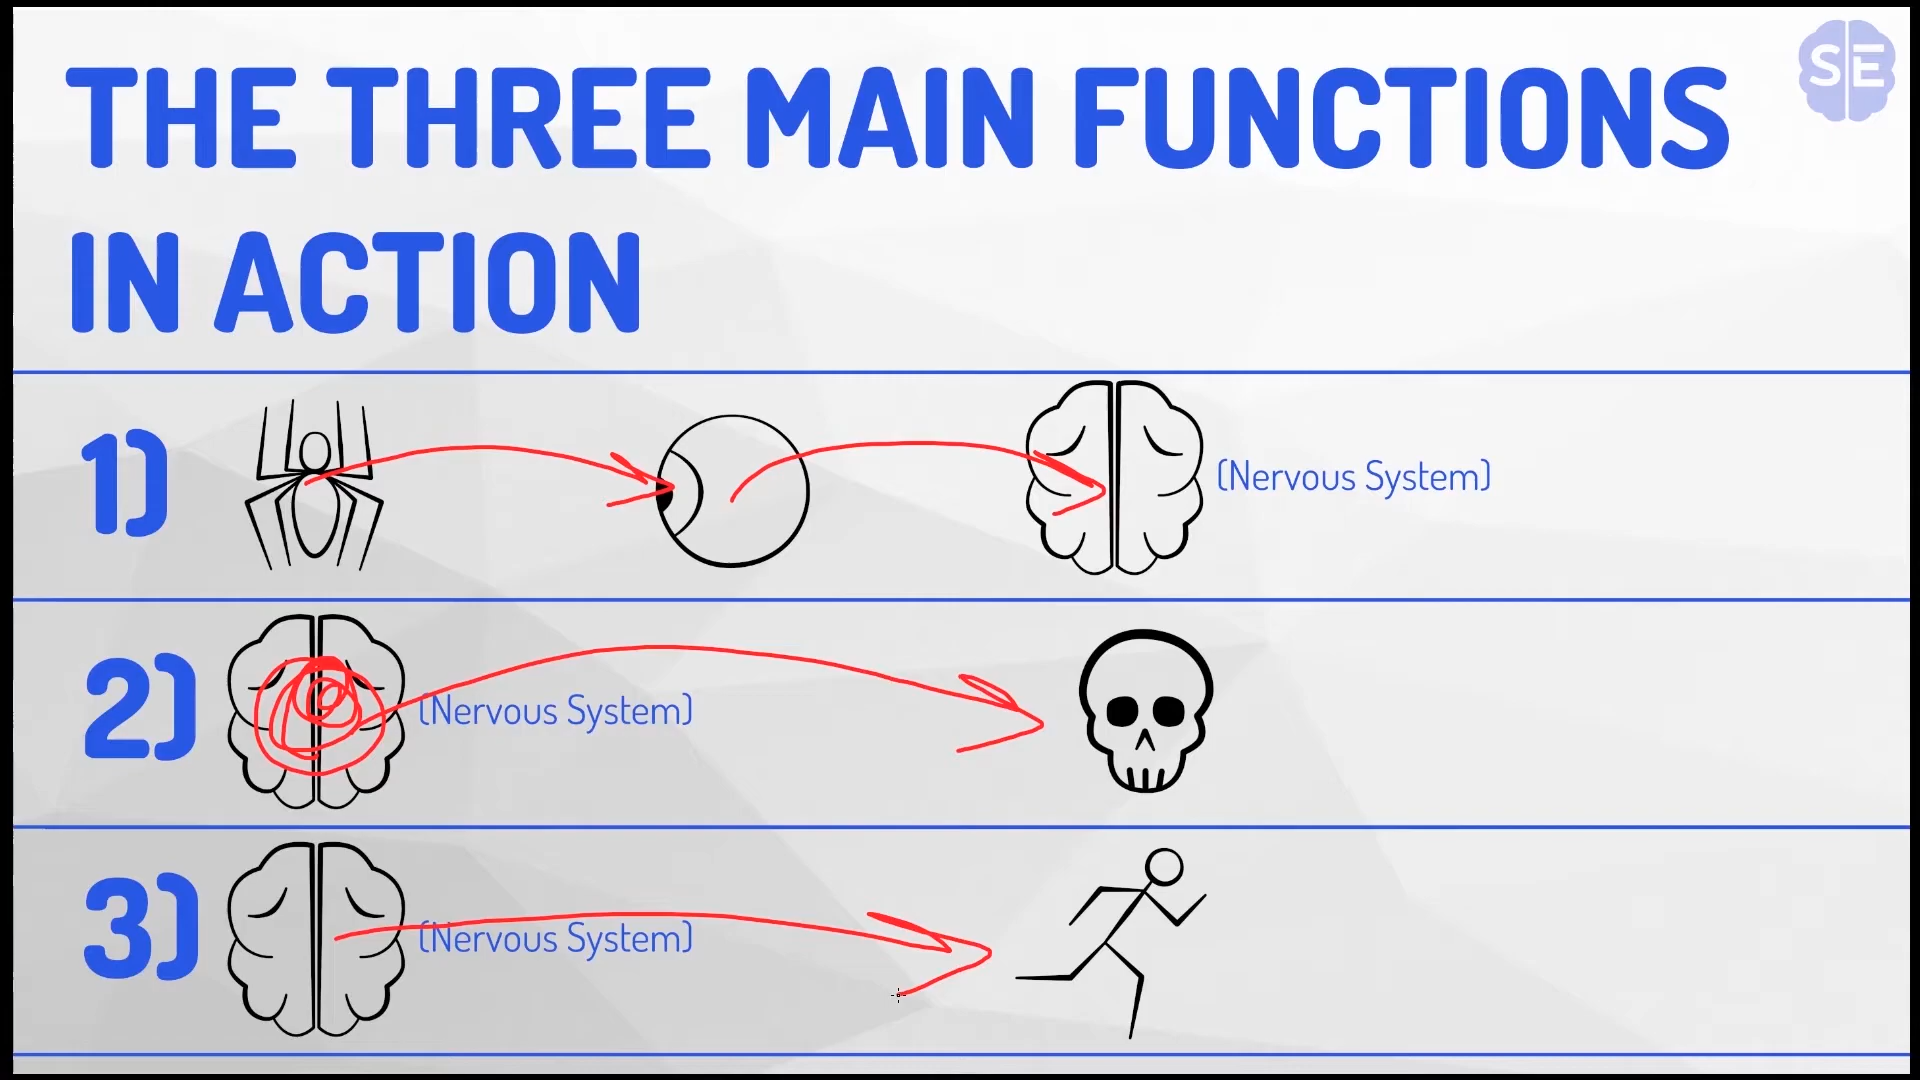 SE
THE THREE MAIN FUNCTIONS
IN ACTION
1)
(Nervous System)
2)
(Nervous System)
3)
(Nervous System)